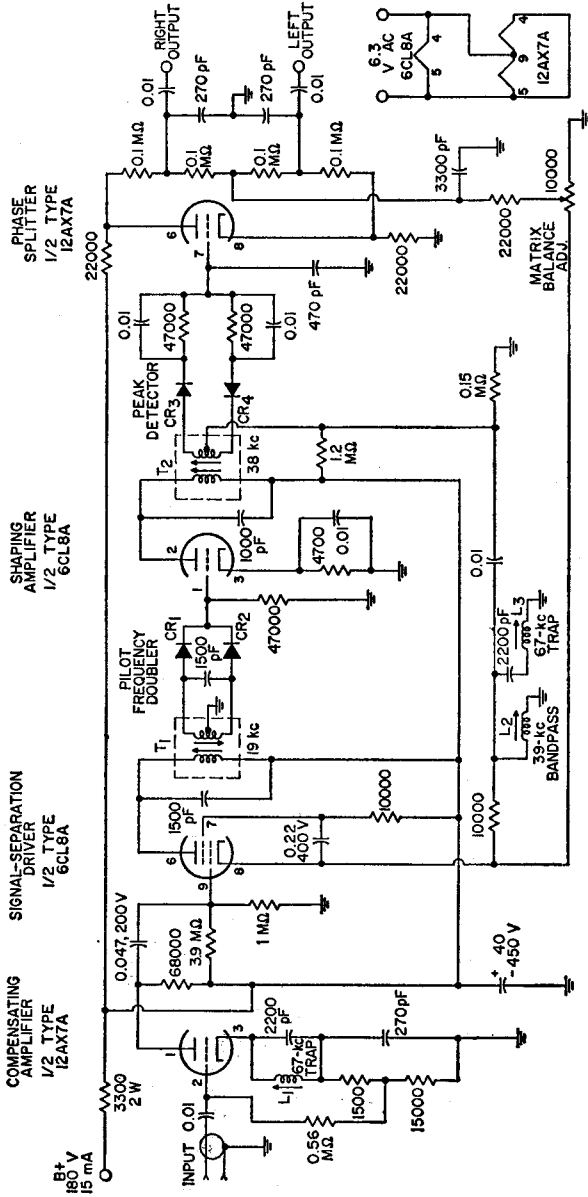 COMPENSATING
AMPLIFIER
1/2 TYPE
12AX7A
SIGNAL-SEPARATION
DRIVER
1/2 TYPE
6CL8A
SHAPING
AMPLIFIER
1/2 TYPE
6CL8A
PHASE
SPLITTER
1/2 TYPE
12AX7A
B+
180 V
15 mA
3300
2 W
0.047, 200V
68000
3.9 MΩ
1 MΩ
INPUT
0.01
1
2
3
2200
pF
67-kc
TRAP
L1
1500
15000
270pF
0.56
MΩ
+ 40
-450 V
6
9
7
8
1500
pF
T1
19 kc
0.22
400 V
10000
PILOT
FREQUENCY
DOUBLER
CR1
1500
pF
CR2
47000
1
2
3
1000
pF
4700
0.01
T2
38 kc
1.2
MΩ
PEAK
DETECTOR
CR3
CR4
0.01
47000
47000
0.01
470 pF
22000
6
7
8
22000
0.1 MΩ
0.1
MΩ
0.1
MΩ
0.1 MΩ
0.01
RIGHT
OUTPUT
270 pF
270 pF
LEFT
OUTPUT
0.01
3300 pF
22000
10000
MATRIX
BALANCE
ADJ.
0.15
MΩ
0.01
2200pF
L3
67-kc
TRAP
L2
39-kc
BANDPASS
10000
6.3
V AC
6CL8A
4
5
12AX7A
4
9
5